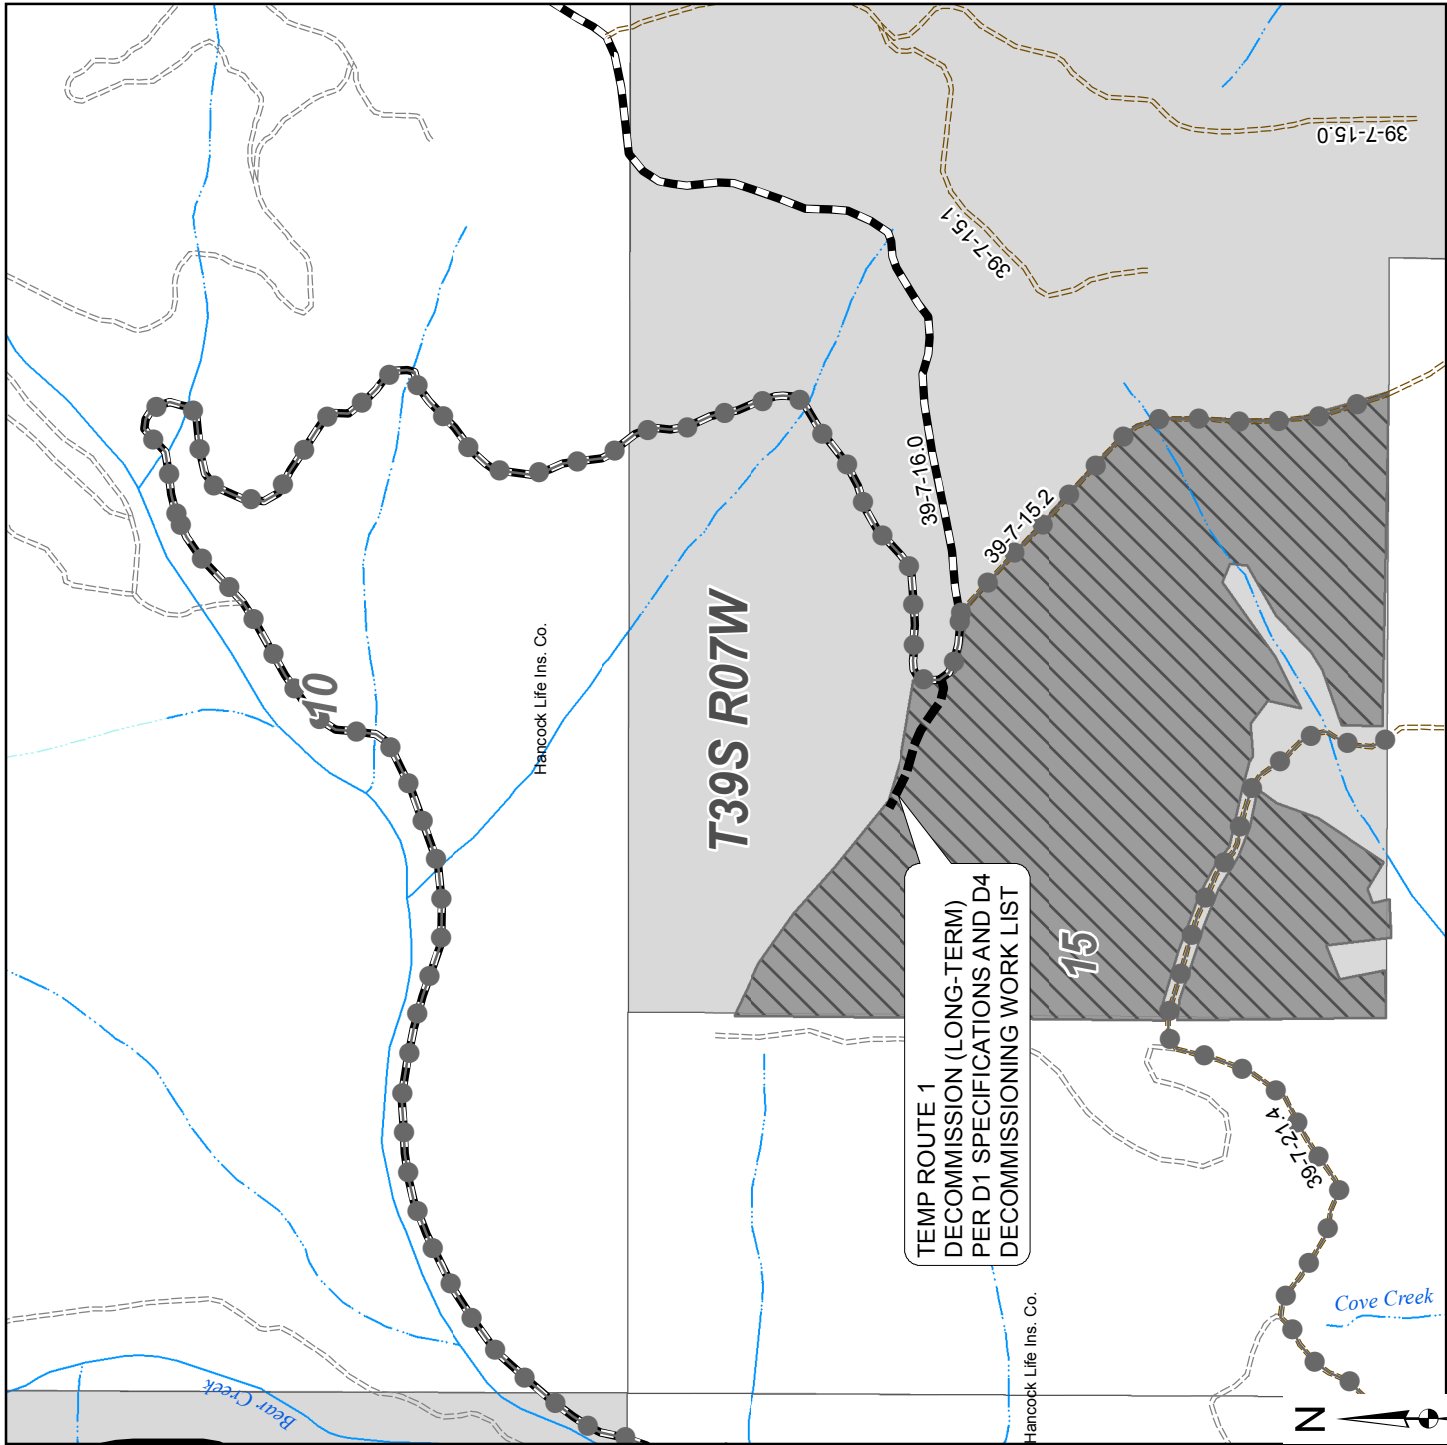 39-7-15.0
39-7-15.1
39-7-16.0
39-7-15.2
10
Hancock Life Ins. Co.
T39S R07W
15
TEMP ROUTE 1
DECOMMISSION (LONG-TERM)
PER D1 SPECIFICATIONS AND D4
DECOMMISSIONING WORK LIST
39-7-21.4
Cove Creek
Hancock Life Ins. Co.
Bear Creek
N